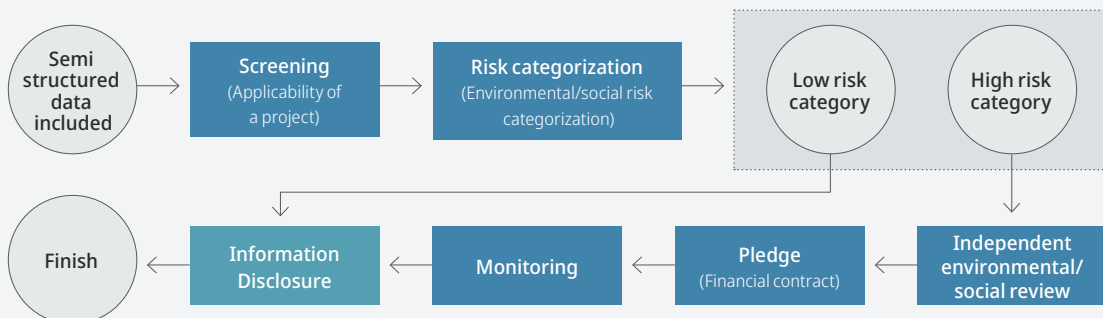 Semi
structured
data
included
Screening
(Applicability of
a project)
Risk categorization
(Environmental/social risk
categorization)
Low risk
category
High risk
category
Finish
Information
Disclosure
Monitoring
Pledge
(Financial contract)
Independent
environmental/
social review